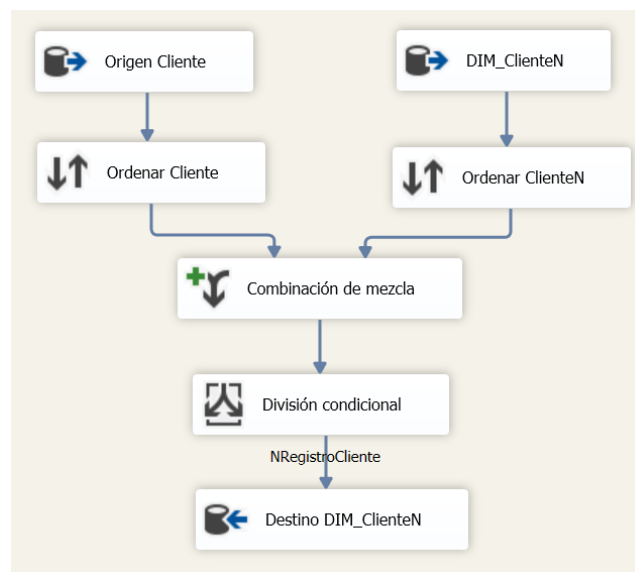 Origen Cliente
DIM_ClienteN
Ordenar Cliente
Ordenar ClienteN
Combinación de mezcla
División condicional
NRegistroCliente
Destino DIM_ClienteN